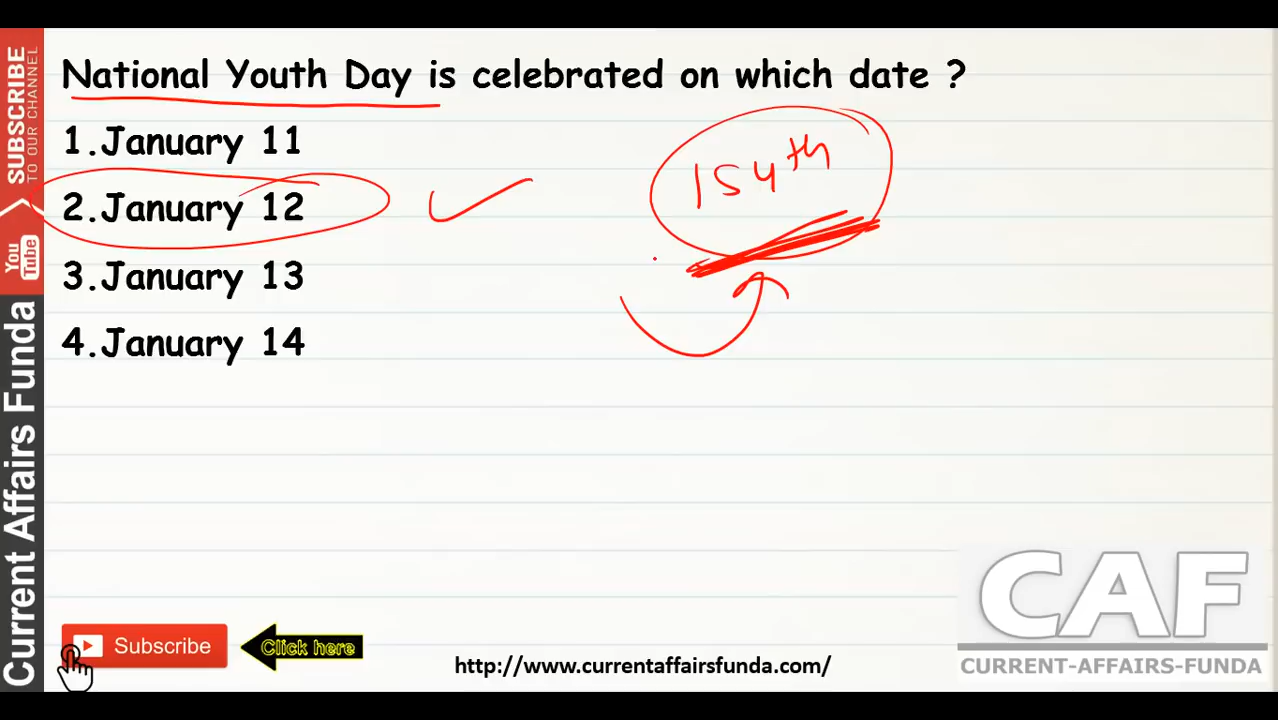 National Youth Day is celebrated on which date ?
1.January 11
2.January 12
3.January 13
4.January 14
154th
SUBSCRIBE
TO OUR CHANNEL
You
Tube
Current Affairs Funda
Subscribe
Click here
http://www.currentaffairsfunda.com/
CAF
CURRENT-AFFAIRS-FUNDA